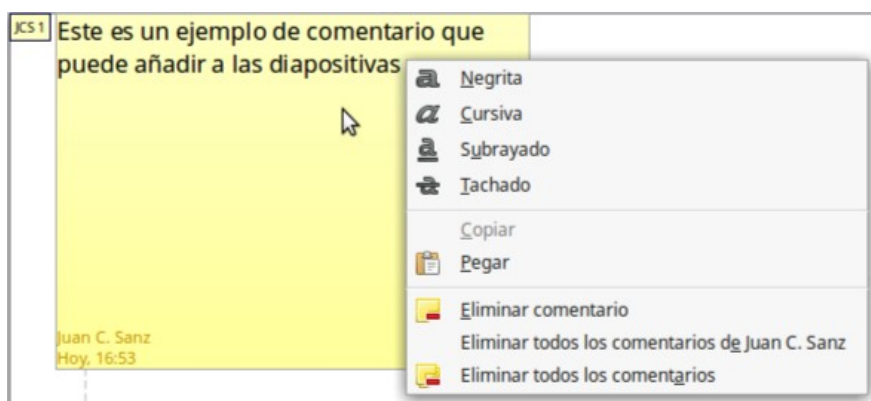 JCS 1
Este es un ejemplo de comentario que
puede añadir a las diapositivas
Negrita
Cursiva
Subrayado
Tachado
Copiar
Pegar
Eliminar comentario
Eliminar todos los comentarios de Juan C. Sanz
Eliminar todos los comentarios
Juan C. Sanz
Hoy, 16:53